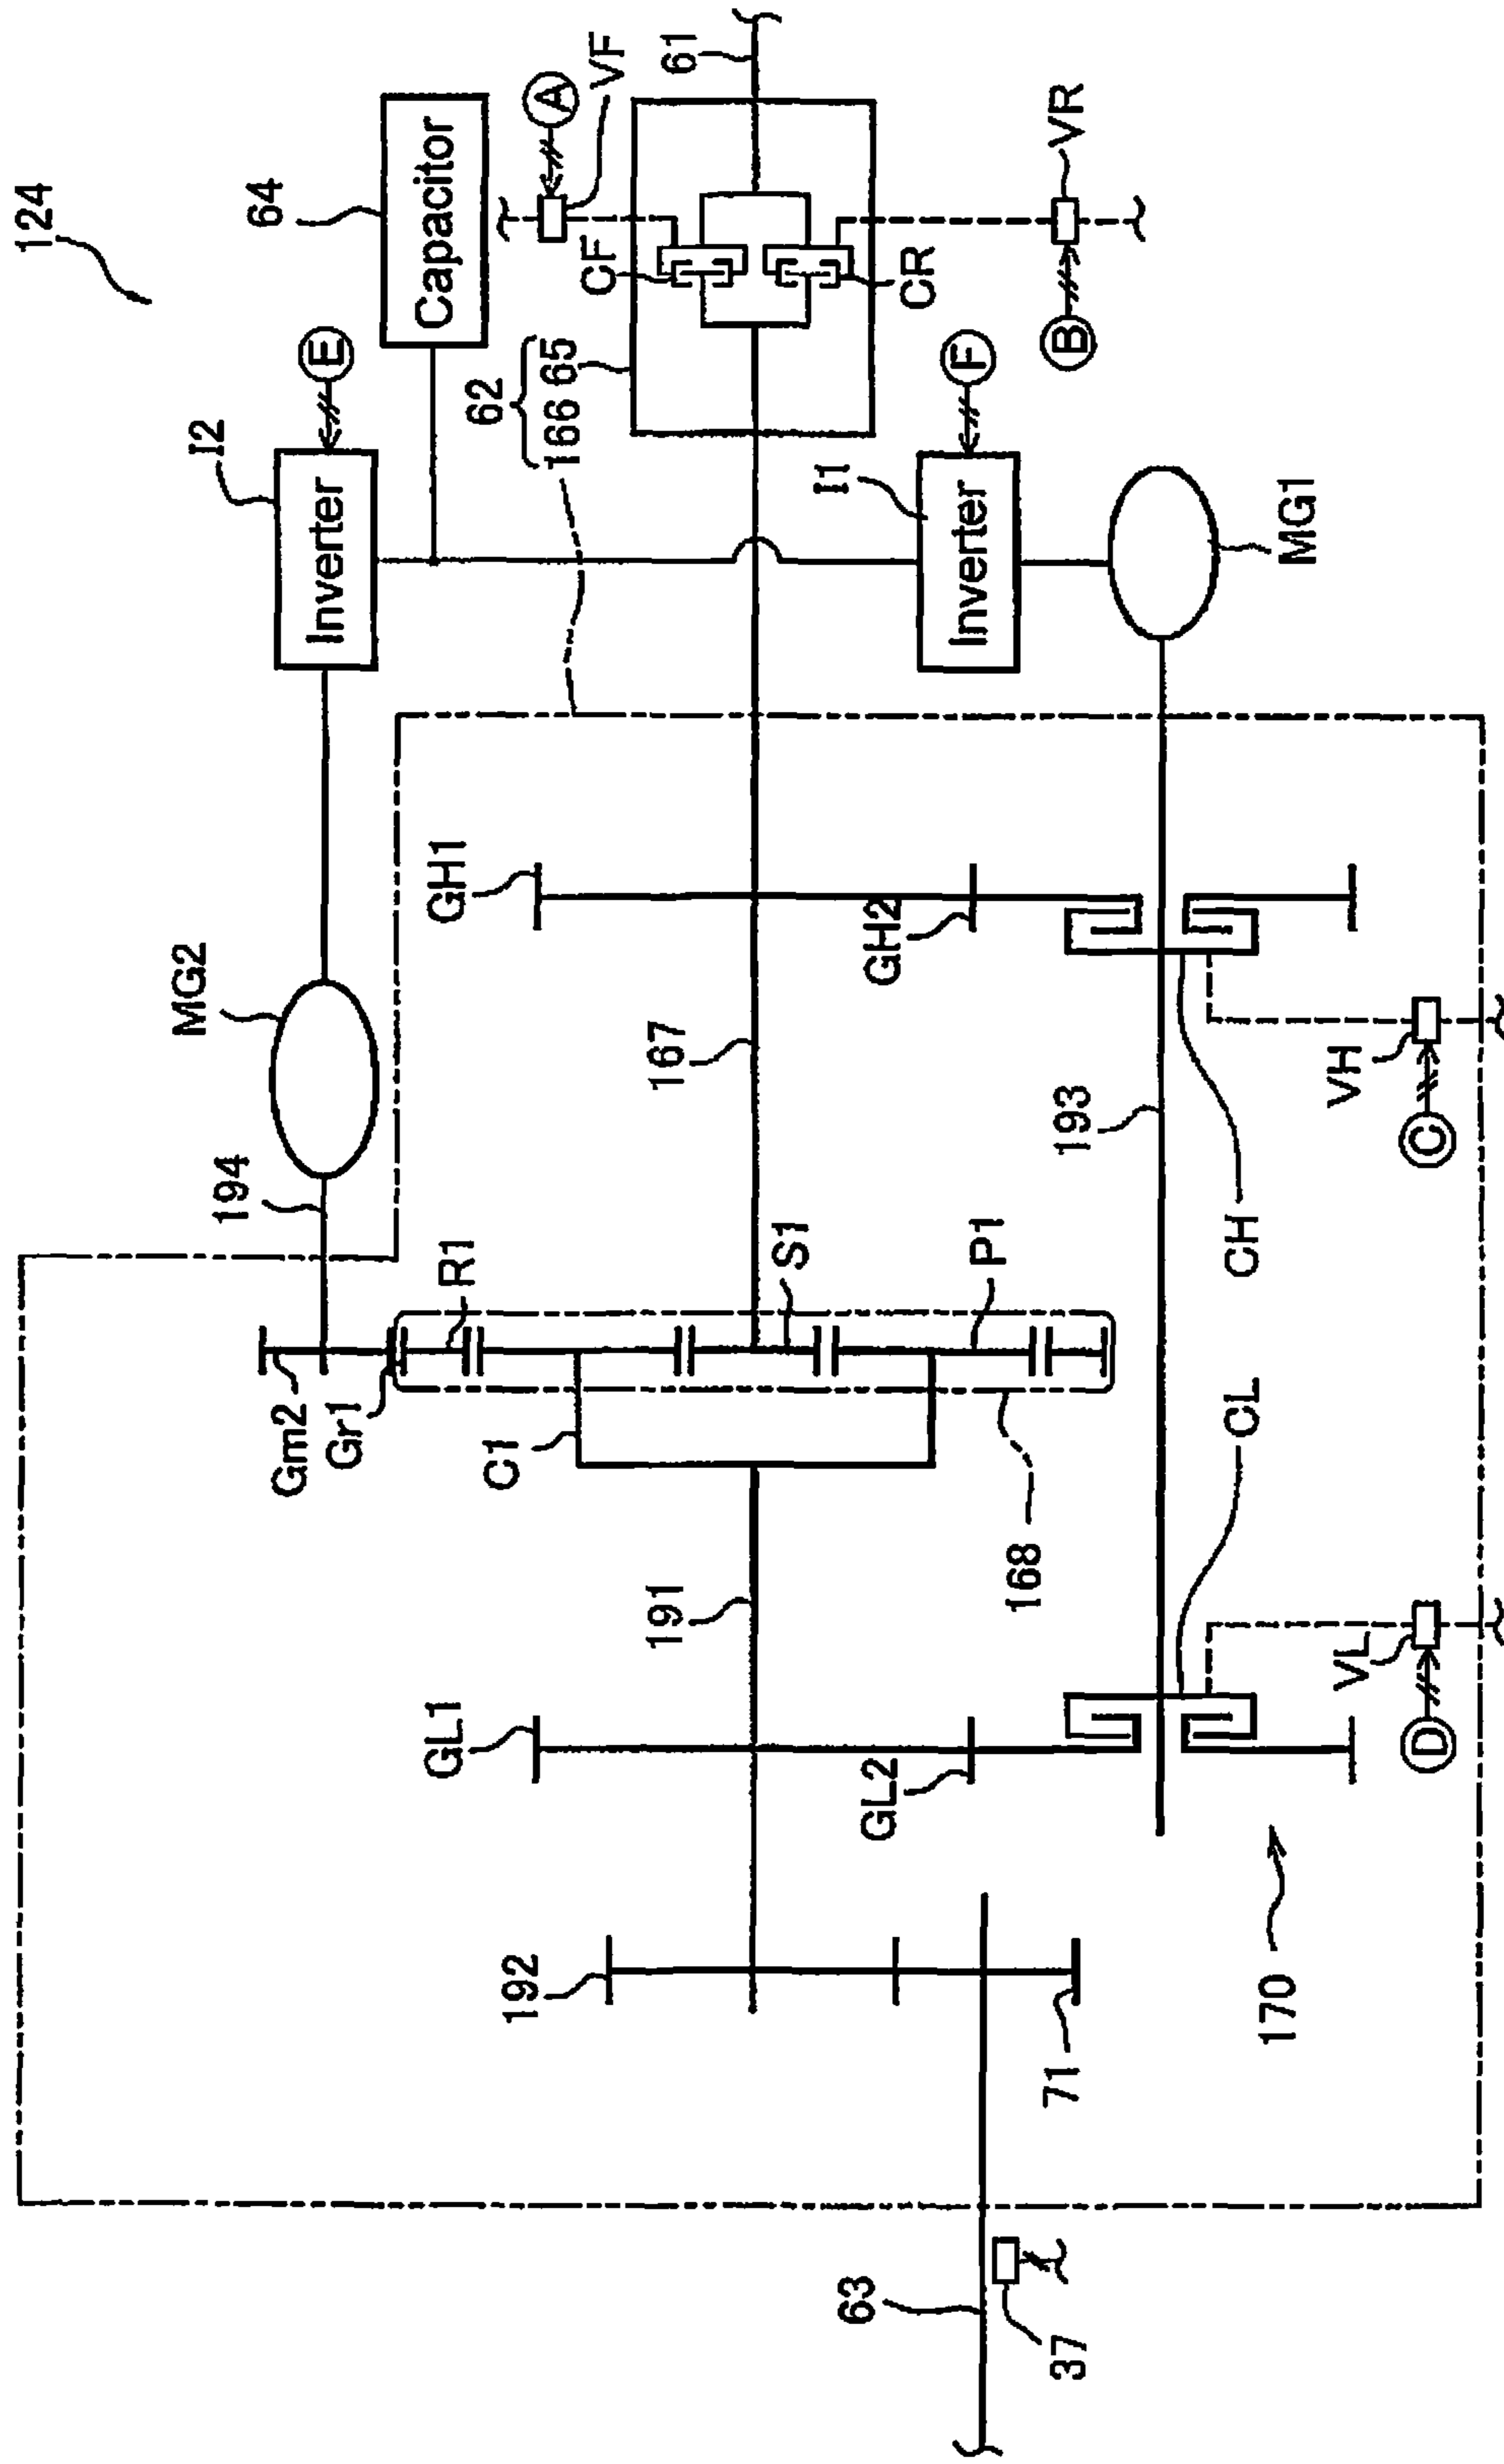 124
194
MG2
I2
64
Gm2
Inverter
E
Gr1
Capacitor
GL1
R1
GH1
C1
62
192
A
166 65
CF
VF
191
167
61
S1
I1
63
GL2
GH2
CR
Inverter
F
P1
168
37
71
193
B
VR
CL
CH
170
MG1
VL
VH
D
C